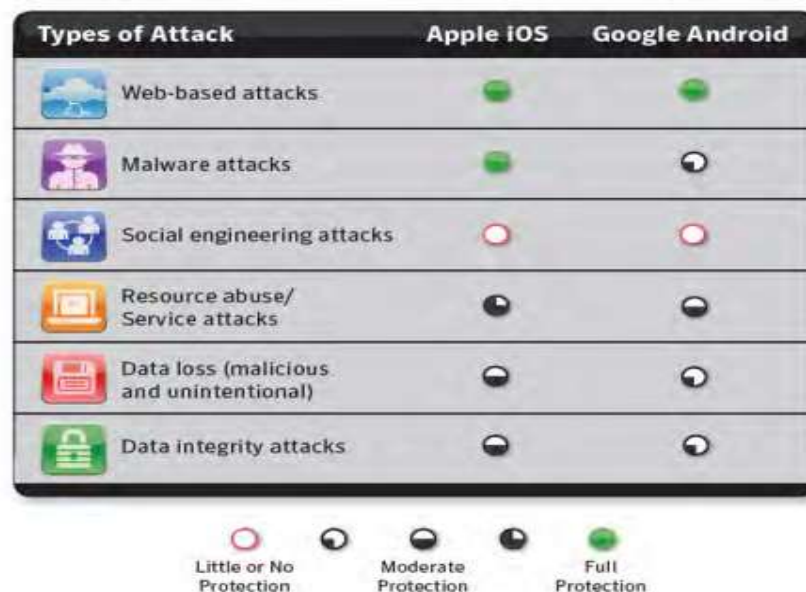 Types of Attack Apple iOS Google Android
Web-based attacks
Malware attacks
Social engineering attacks
Resource abuse/
Service attacks
Data loss (malicious
and unintentional)
Data integrity attacks
Little or No Moderate Full
Protection Protection Protection